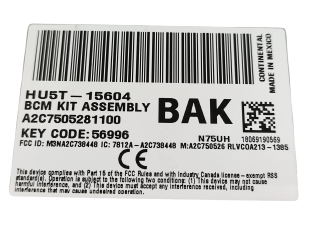 HU5T-15604
BCM KIT ASSEMBLY
A2C7505281100
KEY CODE: 56996
BAK
N75UH
18069190569
CONTINENTAL
MADE IN MEXICO
FCC ID: M3NA2C738448 IC: 7812A-A2C738448 M:A2C750526 RLVCOA213-1385
This device complies with Part 15 of the FCC Rules and with Industry Canada license - exempt RSS
standard(s). Operation is subject to the following two conditions: (1) This device may not cause
harmful interference, and (2) This device must accept any interference received, including
interference that may cause undesired operation.
CE